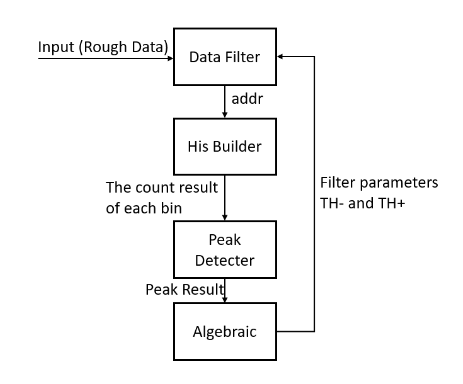 Input (Rough Data)
Data Filter
addr
His Builder
The count result
of each bin
Filter parameters
TH- and TH+
Peak
Detecter
Peak Result
Algebraic